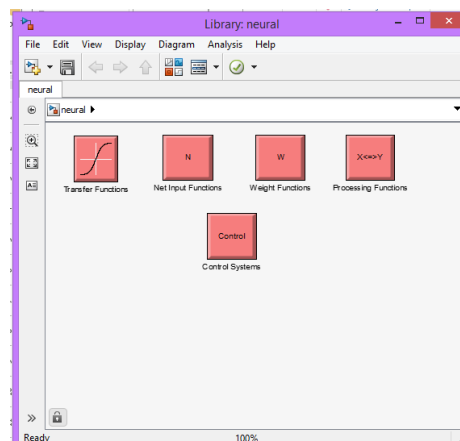 Library: neural
File Edit View Display Diagram Analysis Help
neural
neural
N W X<=>Y
Transfer Functions Net Input Functions Weight Functions Processing Functions
Control
Control Systems
Ready 100%